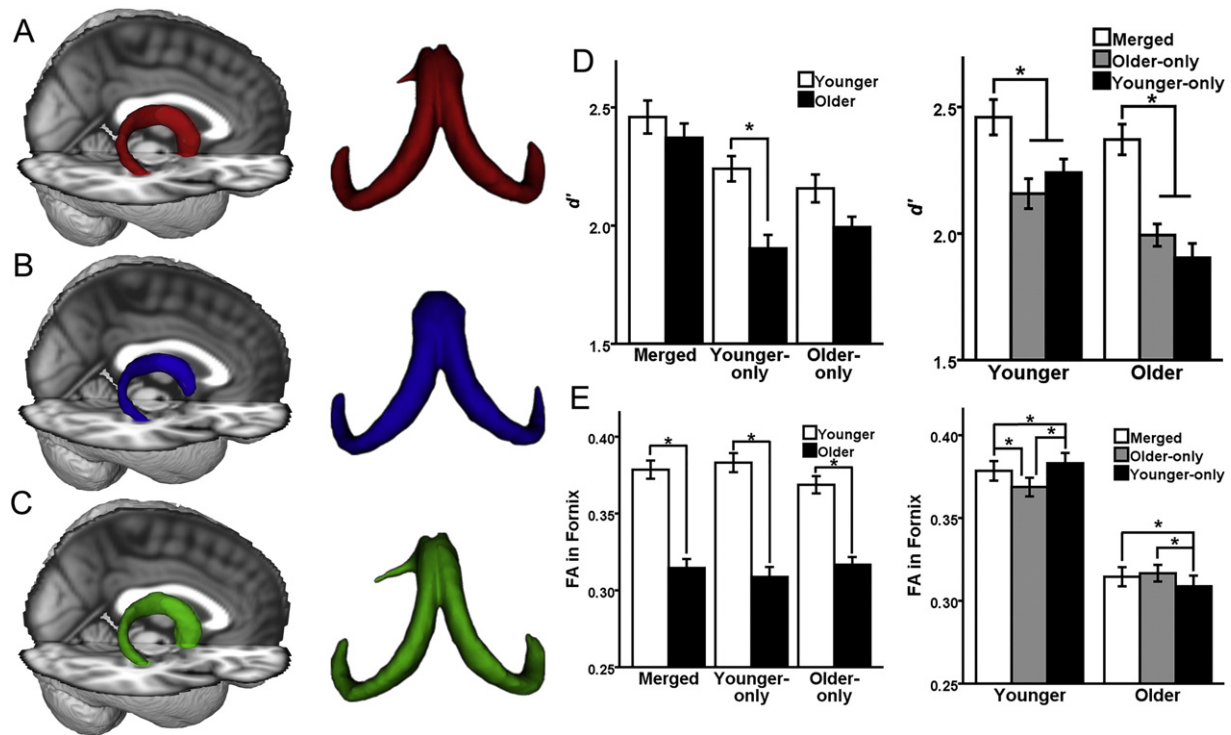 A
B
C
D
d'
2.5
2.0
1.5
Younger
Older
*
Merged
Younger-only
Older-only
d'
2.5
2.0
1.5
Merged
Older-only
Younger-only
*
*
Younger
Older
E
FA in Fornix
0.40
0.35
0.30
0.25
Younger
Older
*
*
*
Merged
Younger-only
Older-only
FA in Fornix
0.40
0.35
0.30
0.25
Merged
Older-only
Younger-only
*
*
*
*
*
Younger
Older